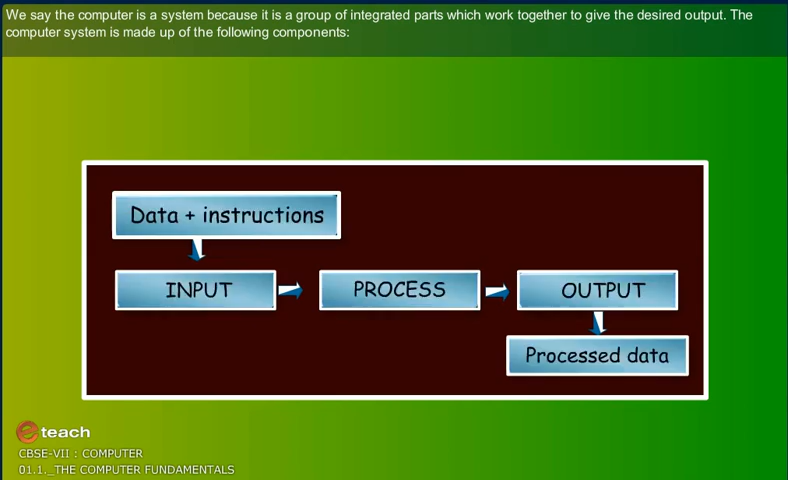 We say the computer is a system because it is a group of integrated parts which work together to give the desired output. The
computer system is made up of the following components:
Data + instructions
INPUT
PROCESS
OUTPUT
Processed data
e teach
CBSE-VII : COMPUTER
01.1._THE COMPUTER FUNDAMENTALS